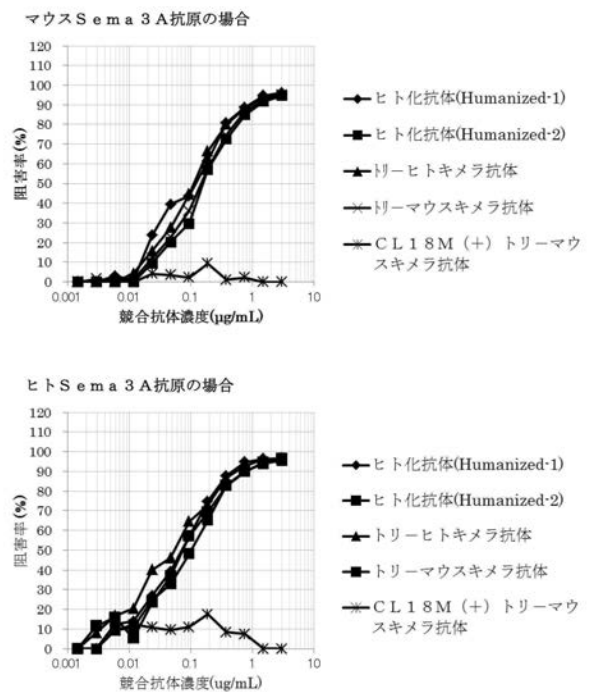 マウスSema3A抗原の場合
120
110
100
90
80
70
60
50
40
30
20
10
0
阻害率(%)
0.001 0.01 0.1 1 10
競合抗体濃度(μg/mL)
ヒト化抗体(Humanized-1)
ヒト化抗体(Humanized-2)
トリーヒトキメラ抗体
トリーマウスキメラ抗体
CL18M(+)トリーマウ
スキメラ抗体
ヒトSema3A抗原の場合
120
110
100
90
80
70
60
50
40
30
20
10
0
阻害率(%)
0.001 0.01 0.1 1 10
競合抗体濃度(ug/mL)
ヒト化抗体(Humanized-1)
ヒト化抗体(Humanized-2)
トリーヒトキメラ抗体
トリーマウスキメラ抗体
CL18M(+)トリーマウ
スキメラ抗体